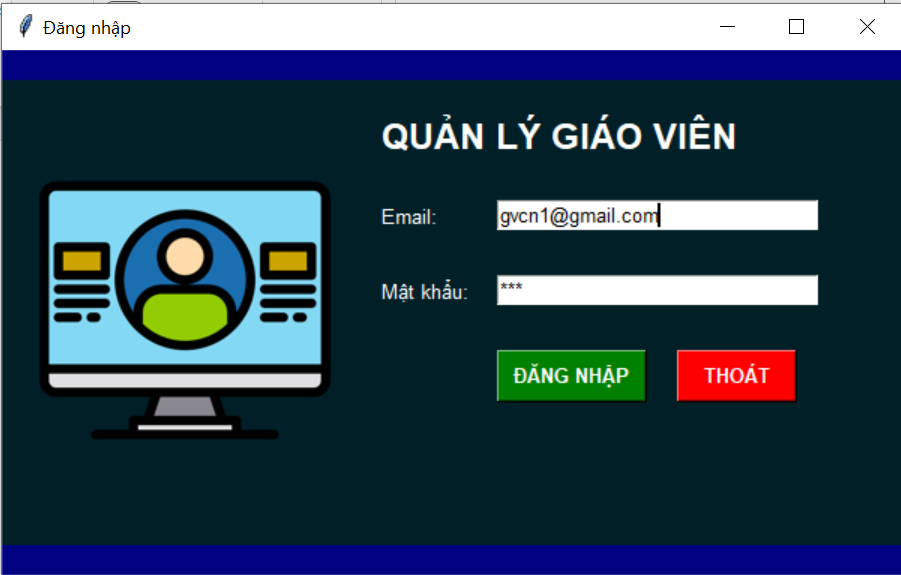 Đăng nhập
QUẢN LÝ GIÁO VIÊN
Email: gvcn1@gmail.com
Mật khẩu: ***
ĐĂNG NHẬP THOÁT